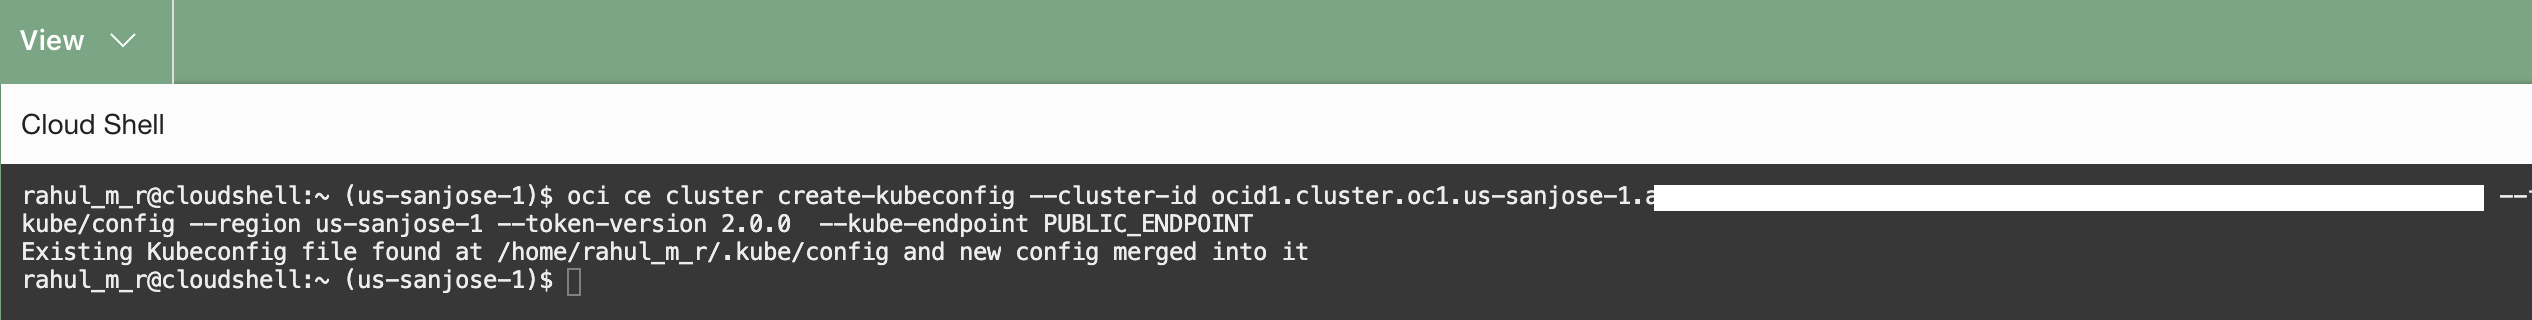 View
Cloud Shell
rahul_m_r@cloudshell:~ (us-sanjose-1)$ oci ce cluster create-kubeconfig --cluster-id ocid1.cluster.oc1.us-sanjose-1.a --
kube/config --region us-sanjose-1 --token-version 2.0.0  --kube-endpoint PUBLIC_ENDPOINT
Existing Kubeconfig file found at /home/rahul_m_r/.kube/config and new config merged into it
rahul_m_r@cloudshell:~ (us-sanjose-1)$